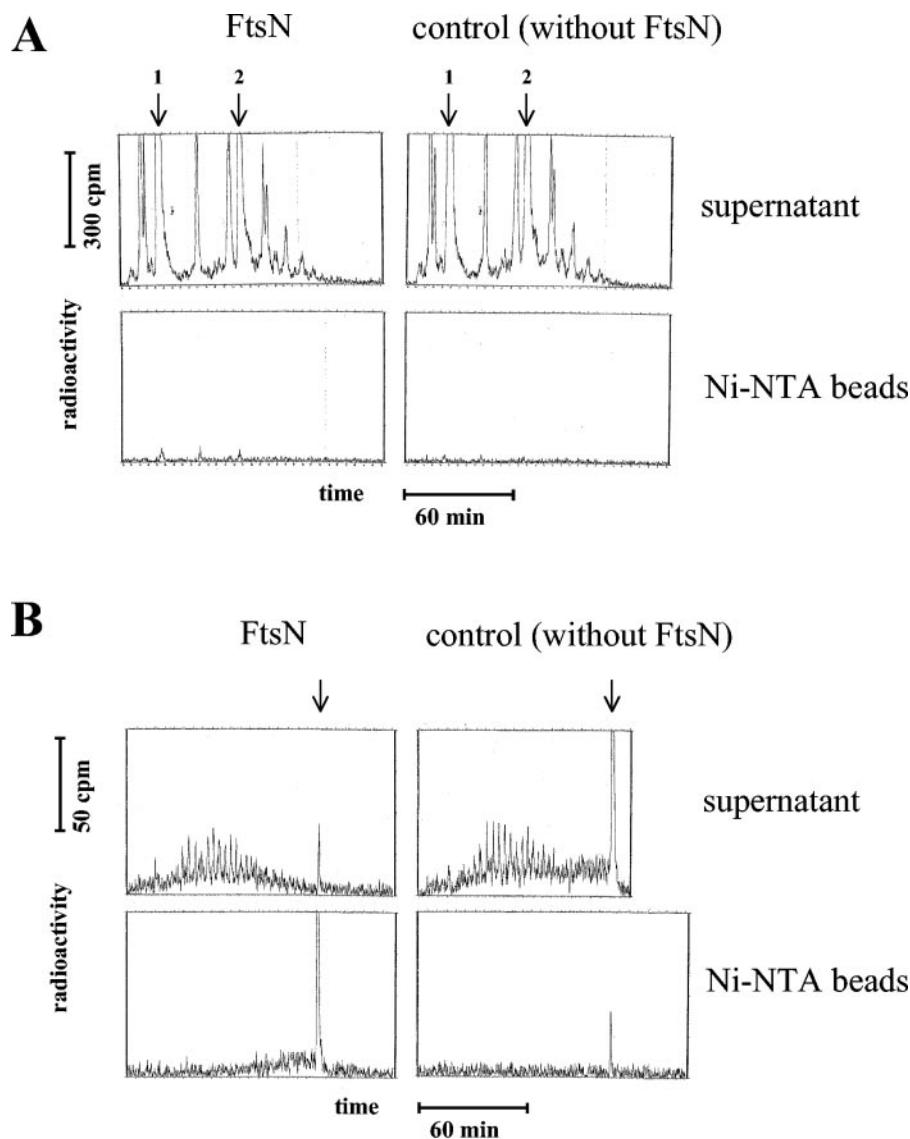 A
FtsN
control (without FtsN)
1
2
1
2
300 cpm
supernatant
radioactivity
Ni-NTA beads
time
60 min
B
FtsN
control (without FtsN)
50 cpm
supernatant
radioactivity
Ni-NTA beads
time
60 min